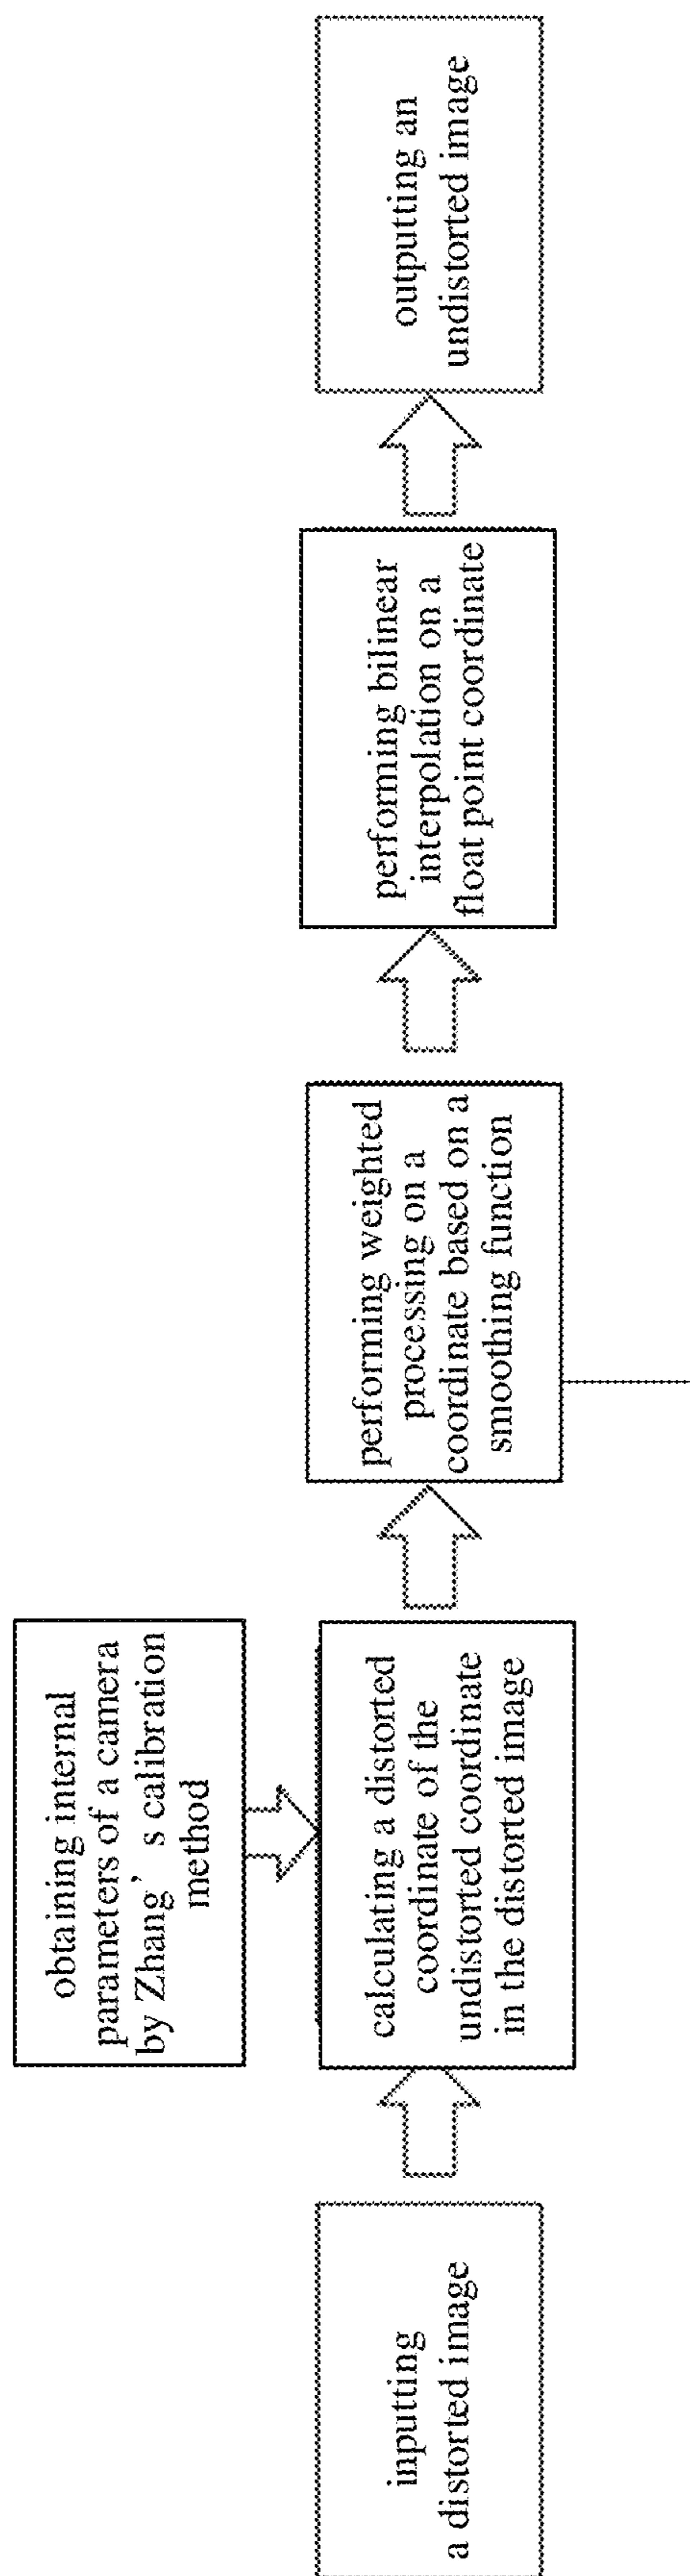 inputting
a distorted image
obtaining internal
parameters of a camera
by Zhang’s calibration
method
calculating a distorted
coordinate of the
undistorted coordinate
in the distorted image
performing weighted
processing on a
coordinate based on a
smoothing function
performing bilinear
interpolation on a
float point coordinate
outputting an
undistorted image